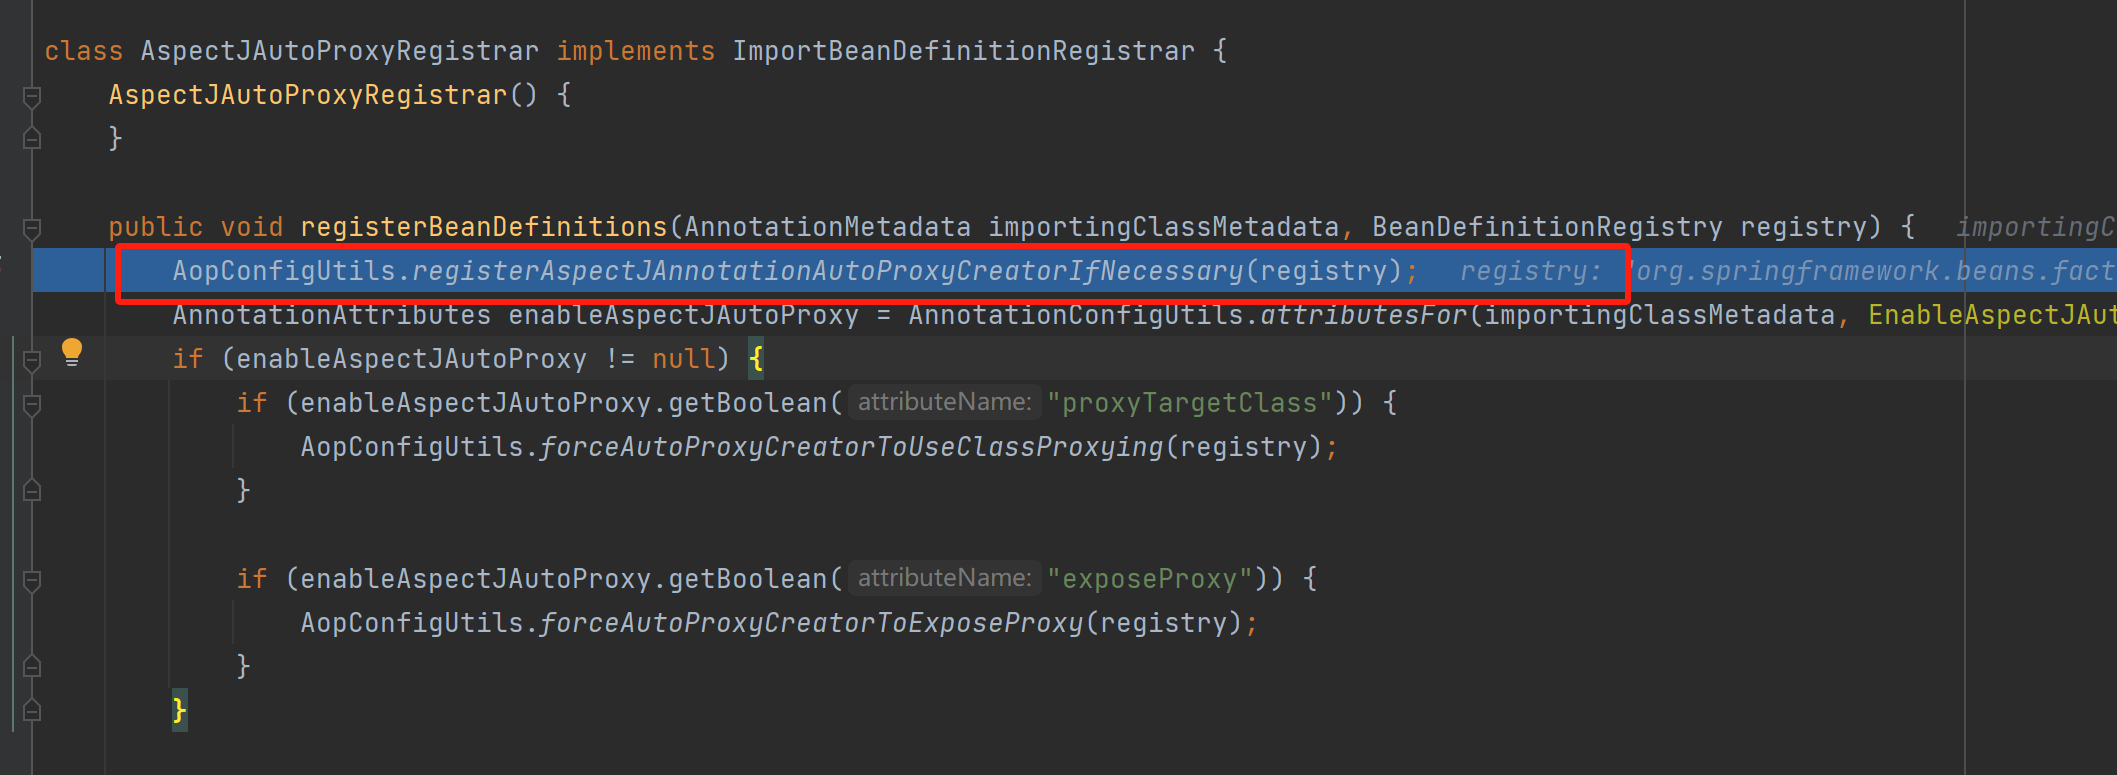 class AspectJAutoProxyRegistrar implements ImportBeanDefinitionRegistrar {
    AspectJAutoProxyRegistrar() {
    }
    public void registerBeanDefinitions(AnnotationMetadata importingClassMetadata, BeanDefinitionRegistry registry) { importingC
        AopConfigUtils.registerAspectJAnnotationAutoProxyCreatorIfNecessary(registry); registry: "org.springframework.beans.fact
        AnnotationAttributes enableAspectJAutoProxy = AnnotationConfigUtils.attributesFor(importingClassMetadata, EnableAspectJAut
        if (enableAspectJAutoProxy != null) {
            if (enableAspectJAutoProxy.getBoolean( attributeName: "proxyTargetClass")) {
                AopConfigUtils.forceAutoProxyCreatorToUseClassProxying(registry);
            }
            if (enableAspectJAutoProxy.getBoolean( attributeName: "exposeProxy")) {
                AopConfigUtils.forceAutoProxyCreatorToExposeProxy(registry);
            }
        }